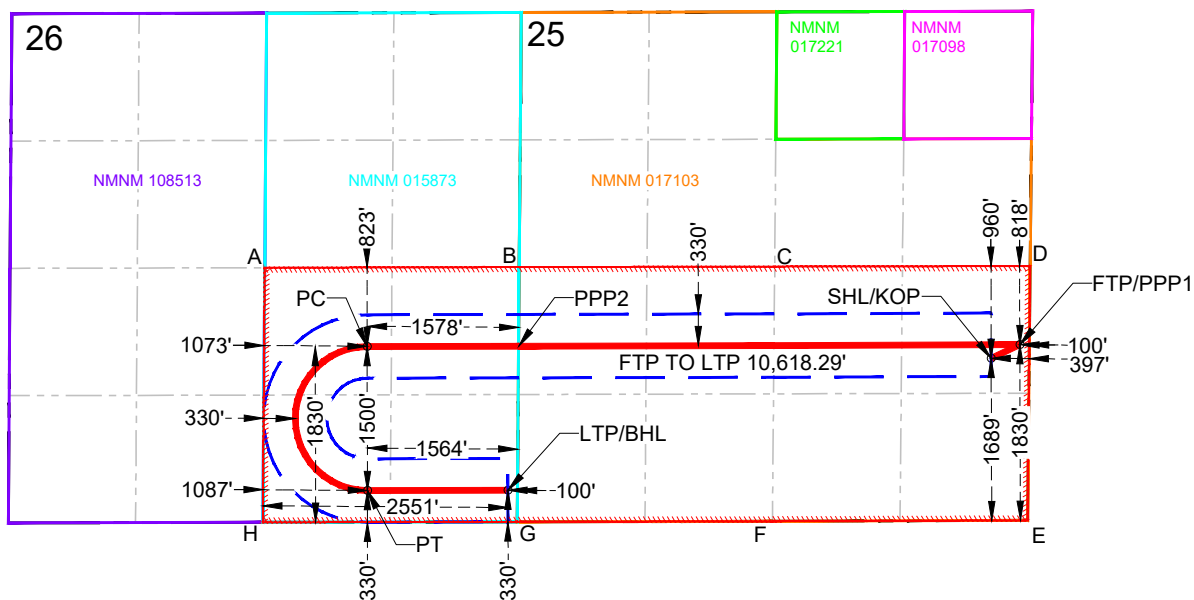 26
25
NMNM
017221
NMNM
017098
NMNM 108513
NMNM 015873
NMNM 017103
823'
330'
960'
818'
A
B
C
D
PC
PPP2
SHL/KOP
FTP/PPP1
1578'
1073'
100'
FTP TO LTP 10,618.29'
397'
330'
1830'
1500'
LTP/BHL
1564'
1689'
1830'
1087'
100'
2551'
H
G
F
E
PT
330'
330'